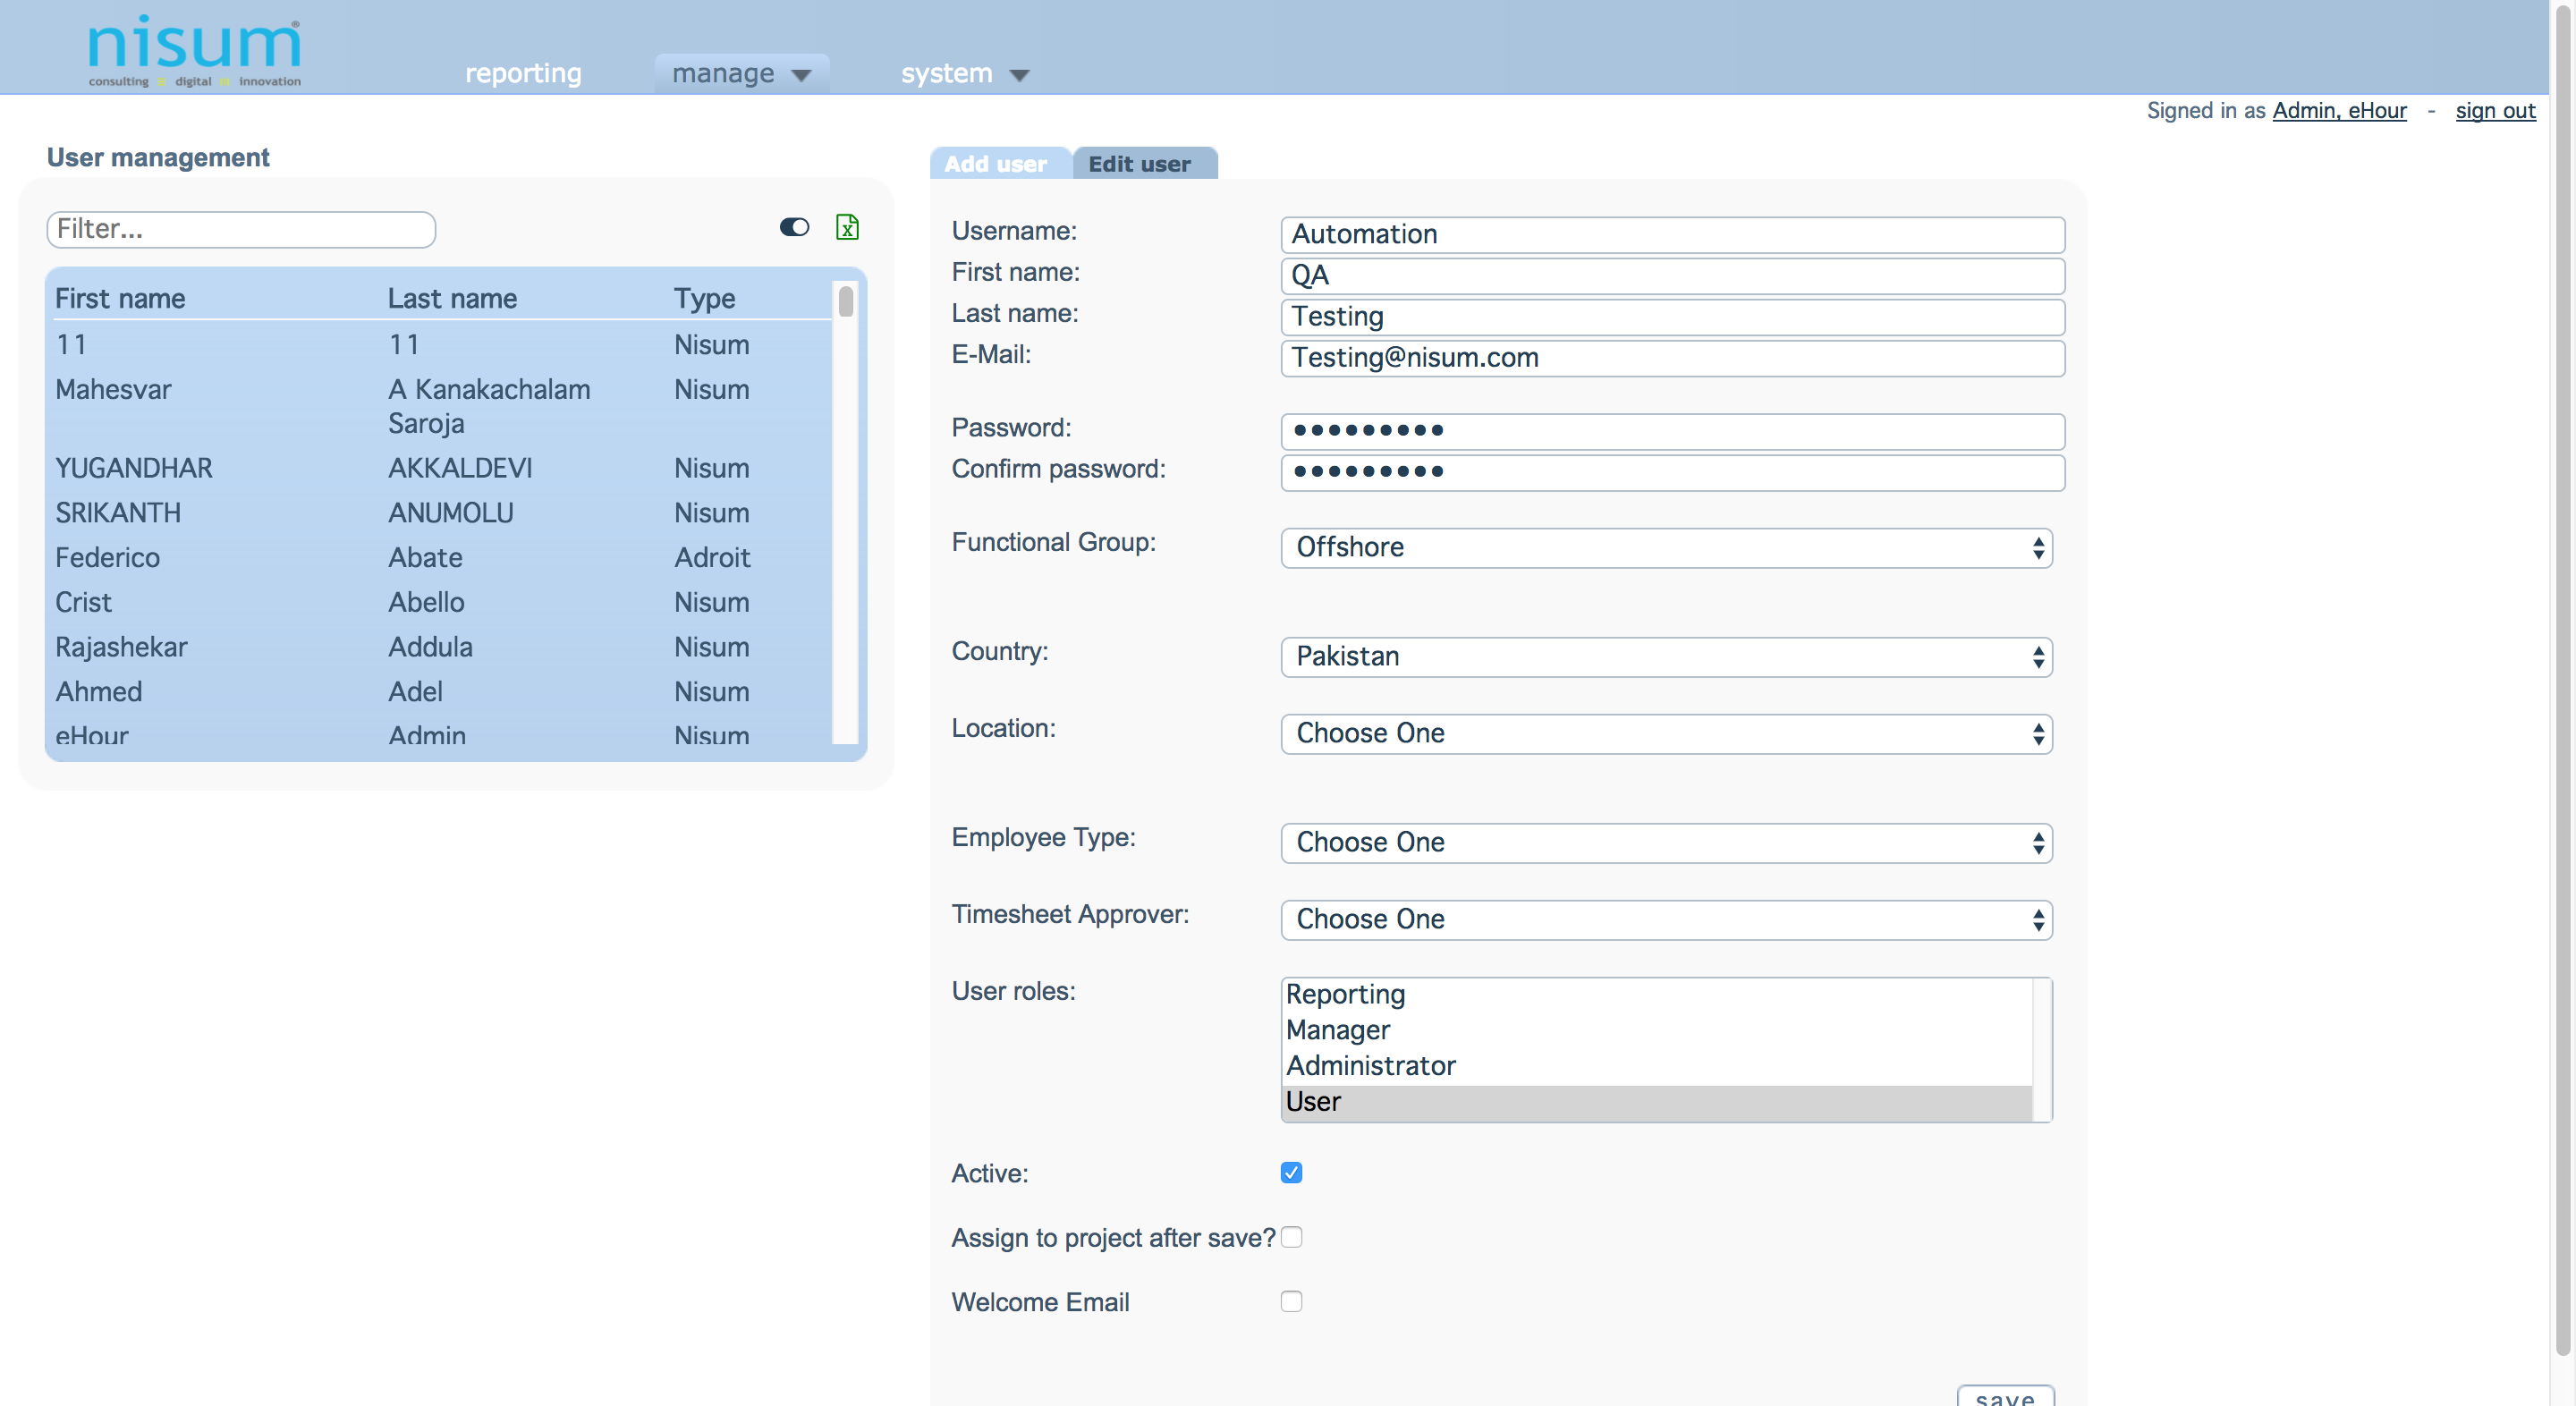 nisum®
consulting digital innovation
reporting
manage
system
Signed in as Admin, eHour - sign out
User management
Filter...
First name Last name Type
11 11 Nisum
Mahesvar A Kanakachalam Nisum
Saroja
YUGANDHAR AKKALDEVI Nisum
SRIKANTH ANUMOLU Nisum
Federico Abate Adroit
Crist Abello Nisum
Rajashekar Addula Nisum
Ahmed Adel Nisum
eHour Admin Nisum
Add user Edit user
Username: Automation
First name: QA
Last name: Testing
E-Mail: Testing@nisum.com
Password: •••••••••
Confirm password: •••••••••
Functional Group: Offshore
Country: Pakistan
Location: Choose One
Employee Type: Choose One
Timesheet Approver: Choose One
User roles: Reporting
Manager
Administrator
User
Active:
Assign to project after save?
Welcome Email
save